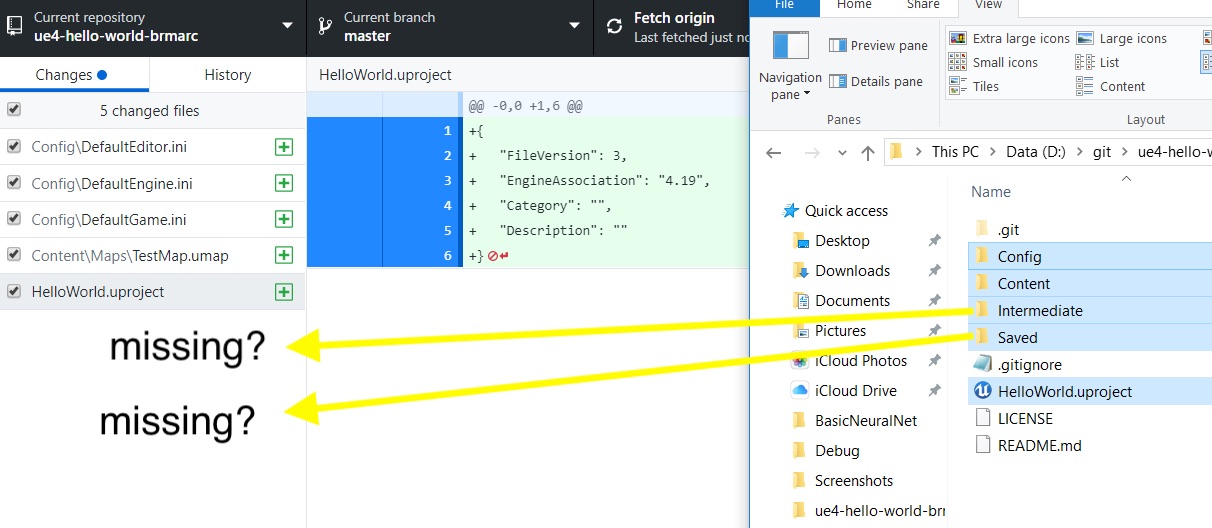 Current repository
ue4-hello-world-brmarc
Current branch
master
Fetch origin
Last fetched just no
Changes
History
5 changed files
Config\DefaultEditor.ini
Config\DefaultEngine.ini
Config\DefaultGame.ini
Content\Maps\TestMap.umap
HelloWorld.uproject
missing?
missing?
HelloWorld.uproject
@@ -0,0 +1,6 @@
1 +{
2 + "FileVersion": 3,
3 + "EngineAssociation": "4.19",
4 + "Category": "",
5 + "Description": ""
6 +}
File Home Share View
Navigation pane
Preview pane
Details pane
Panes
Extra large icons Large icons
Small icons List
Tiles Content
Layout
This PC > Data (D:) > git > ue4-hello-w
Quick access
Desktop
Downloads
Documents
Pictures
iCloud Photos
iCloud Drive
BasicNeuralNet
Debug
Screenshots
ue4-hello-world-brr
Name
.git
Config
Content
Intermediate
Saved
.gitignore
HelloWorld.uproject
LICENSE
README.md